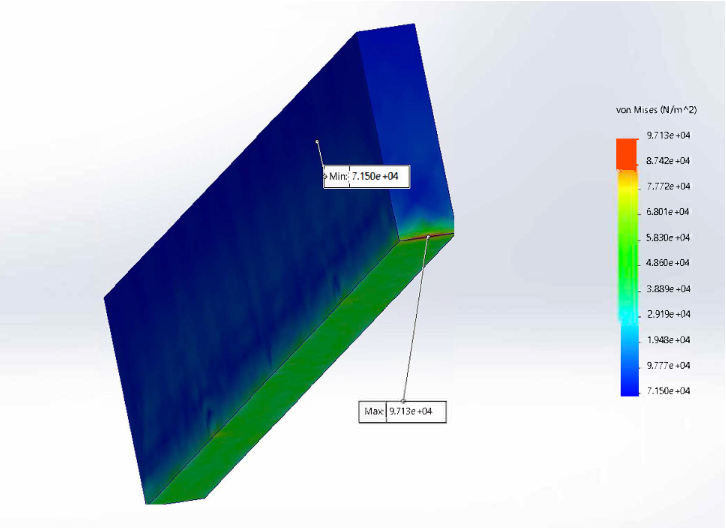 von Mises (N/m^2)
9.713e+04
8.742e+04
7.772e+04
6.801e+04
5.830e+04
4.860e+04
3.889e+04
2.919e+04
1.948e+04
9.777e+04
7.150e+04
Min: 7.150e+04
Max: 9.713e+04